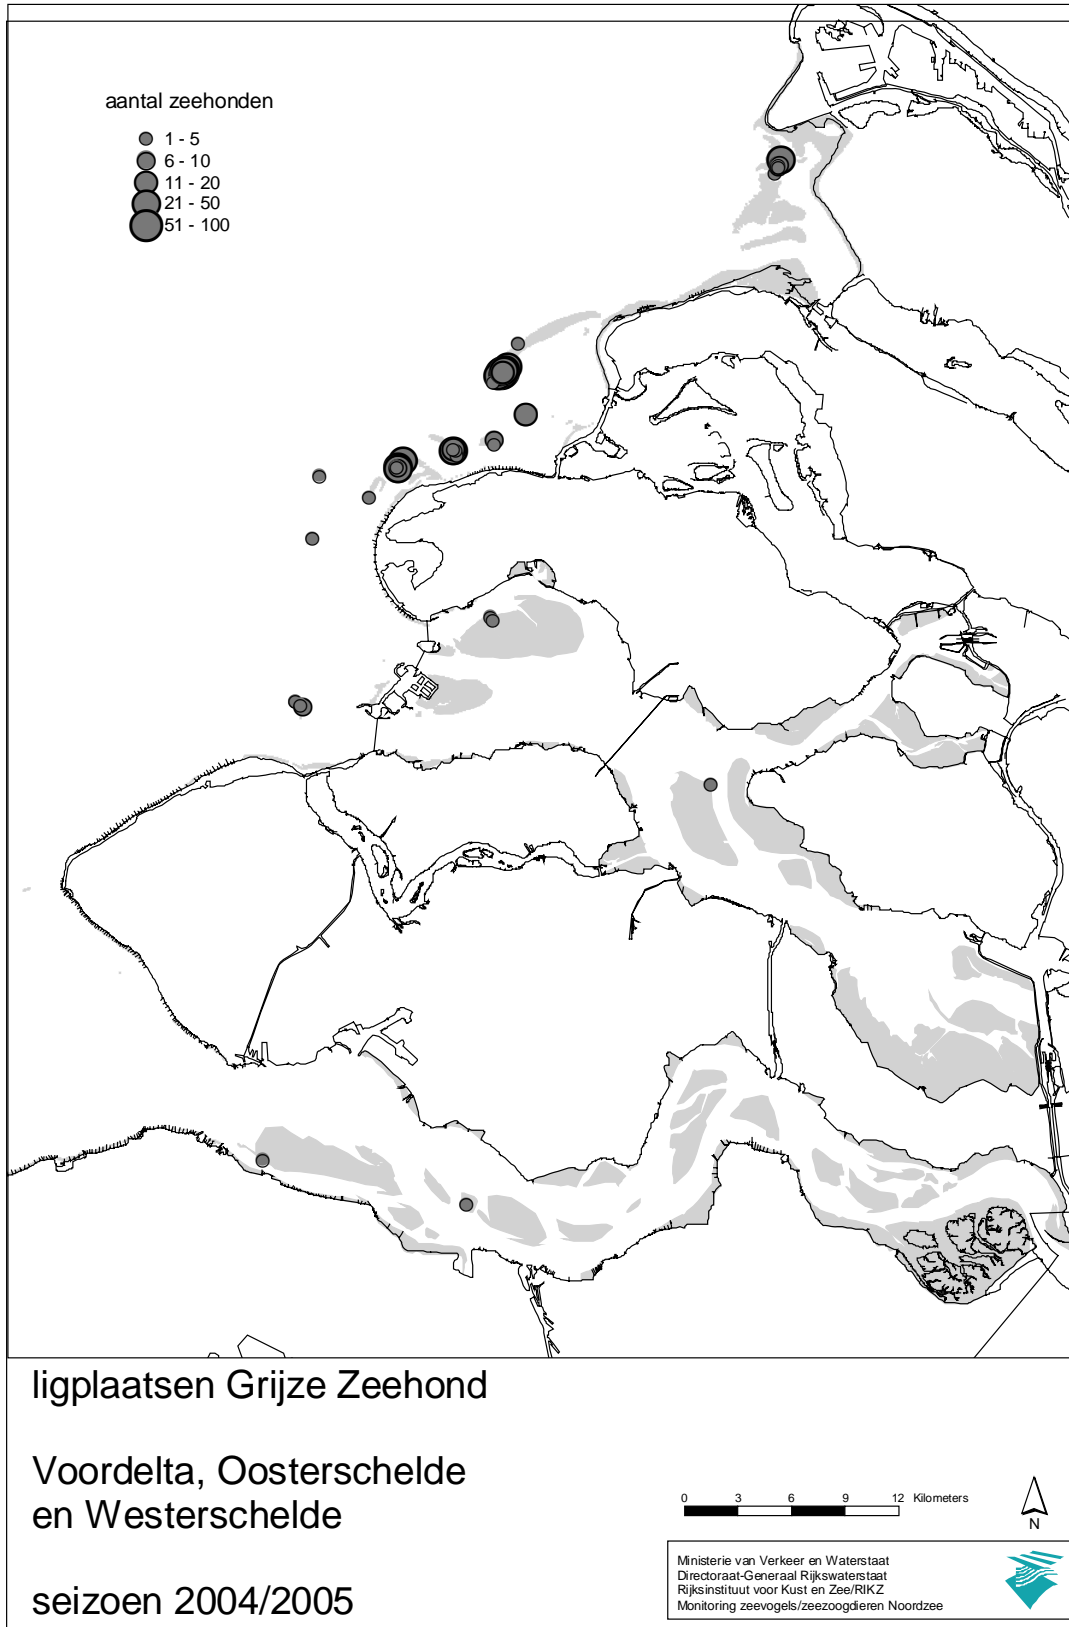 aantal zeehonden
1 - 5
6 - 10
11 - 20
21 - 50
51 - 100
ligplaatsen Grijze Zeehond
Voordelta, Oosterschelde
en Westerschelde
seizoen 2004/2005
0 3 6 9 12 Kilometers
N
Ministerie van Verkeer en Waterstaat
Directoraat-Generaal Rijkswaterstaat
Rijksinstituut voor Kust en Zee/RIKZ
Monitoring zeevogels/zeezoogdieren Noordzee